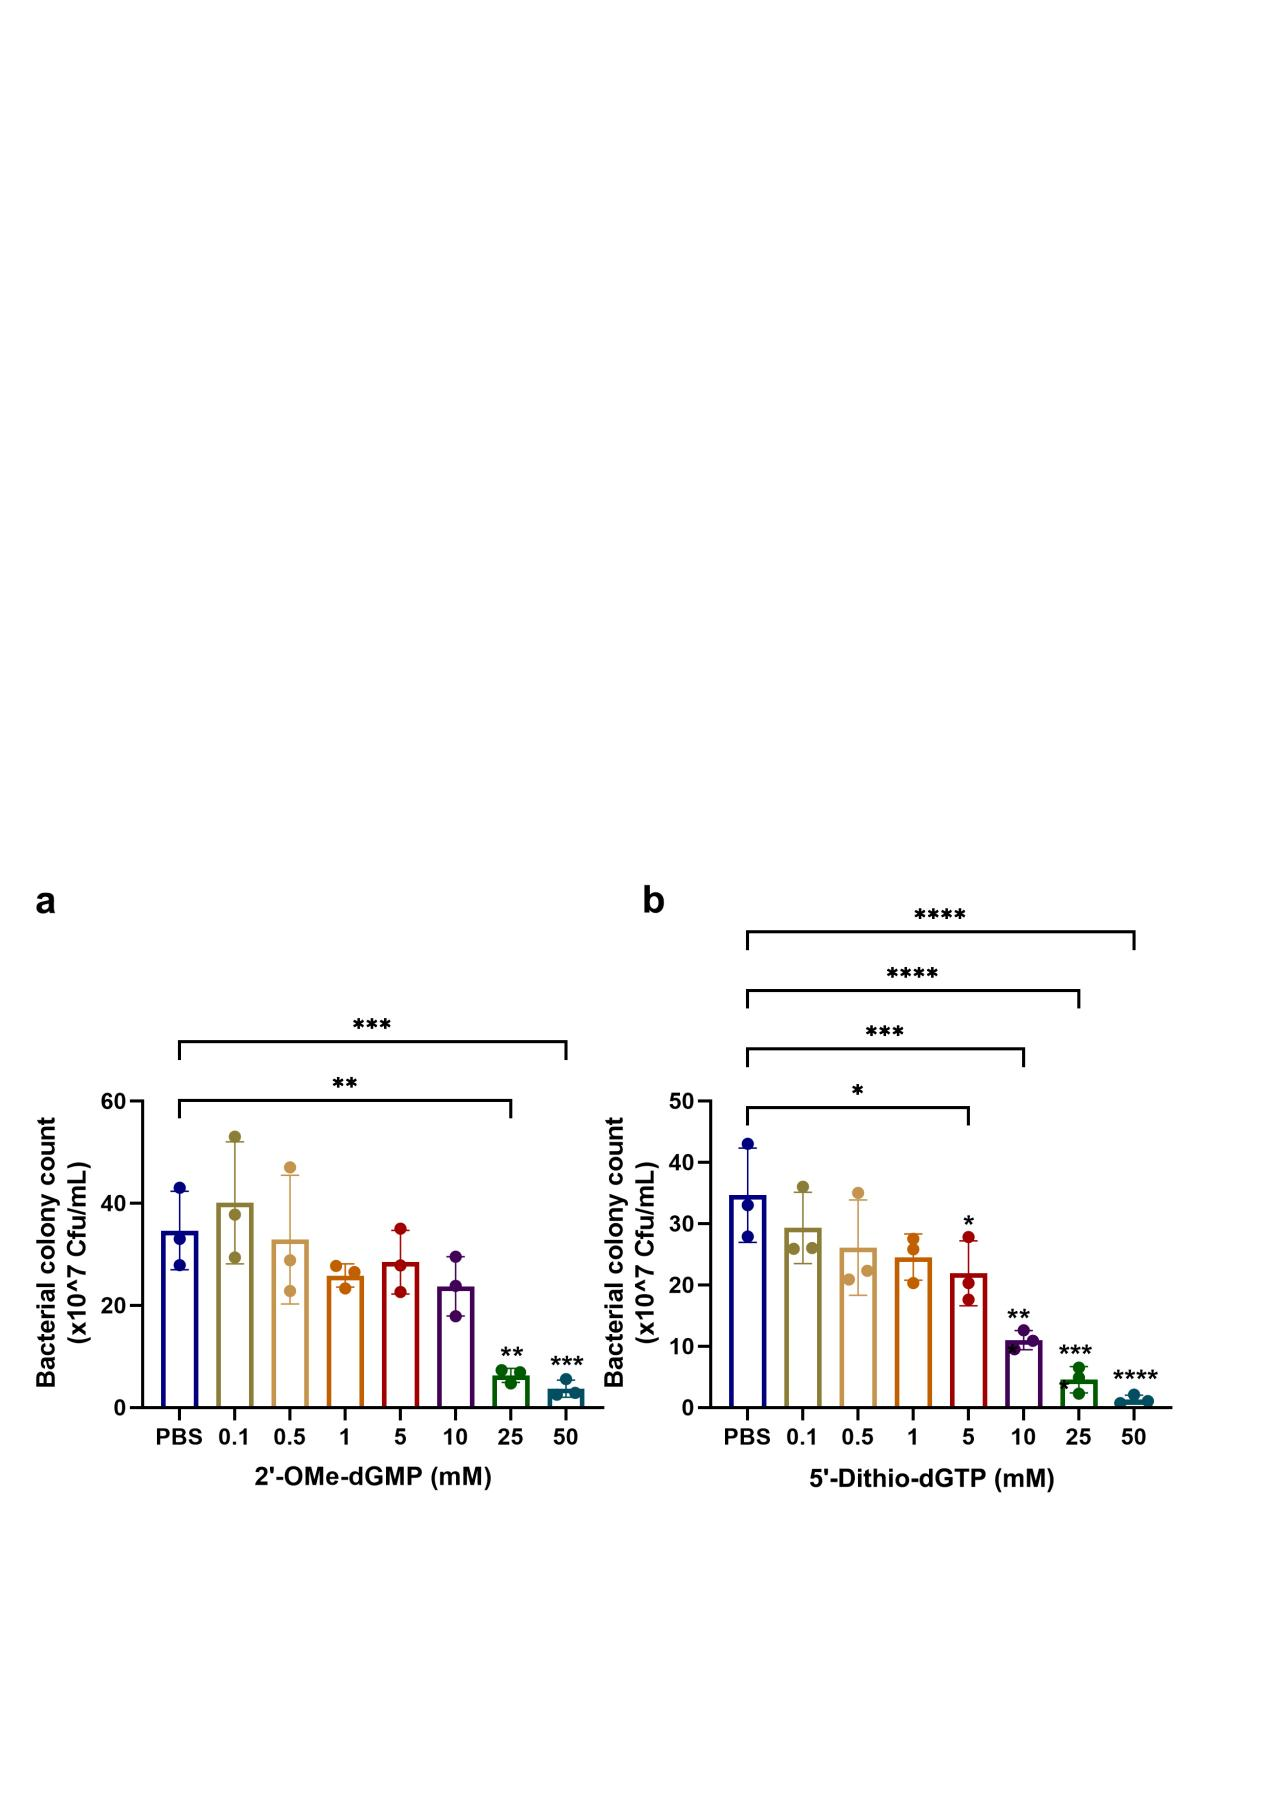 a
***
**
60
40
20
0
Bacterial colony count
(x10^7 Cfu/mL)
**
***
PBS 0.1 0.5 1 5 10 25 50
2'-OMe-dGMP (mM)
b
****
****
***
*
50
40
30
20
10
0
Bacterial colony count
(x10^7 Cfu/mL)
*
**
*
***
*
****
PBS 0.1 0.5 1 5 10 25 50
5'-Dithio-dGTP (mM)